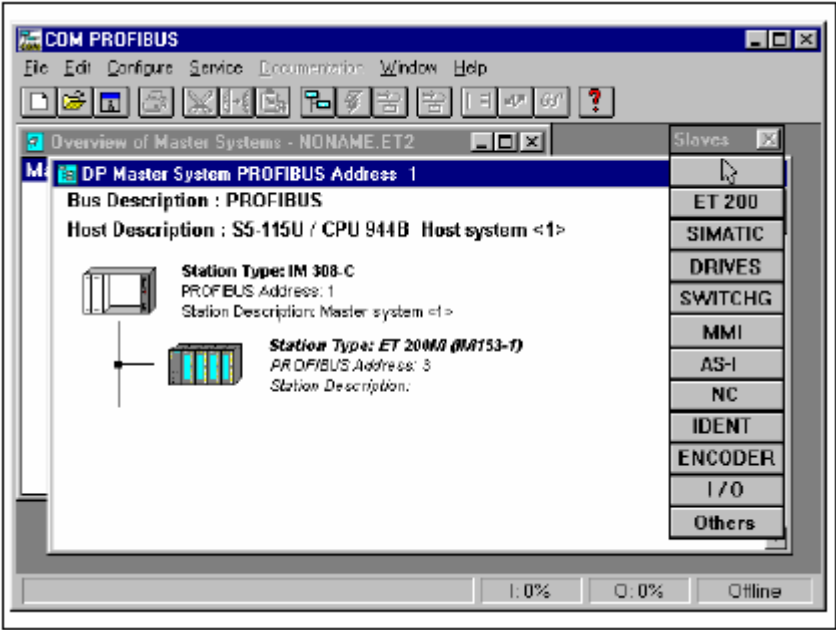 COM PROFIBUS
File Edit Configure Service Documentation Window Help
Overview of Master Systems - NONAME.ET2
Ma
DP Master System PROFIBUS Address 1
Bus Description : PROFIBUS
Host Description : S5-115U / CPU 944B Host system <1>
Station Type: IM 308-C
PROFIBUS Address: 1
Station Description: Master system <1>
Station Type: ET 200M (IM153-1)
PROFIBUS Address: 3
Station Description:
Slaves
ET 200
SIMATIC
DRIVES
SWITCHG
MMI
AS-I
NC
IDENT
ENCODER
I/O
Others
I: 0% O: 0% Offline